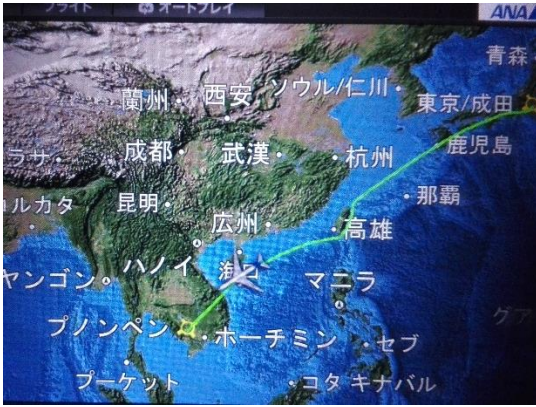 フライト
オートプレイ
ANA
青森
蘭州
西安
ソウル/仁川
東京/成田
ラサ
成都
武漢
杭州
鹿児島
コルカタ
昆明
那覇
広州
高雄
ヤンゴン
ハノイ
海口
マニラ
グア
プノンペン
ホーチミン
セブ
プーケット
コタ キナバル